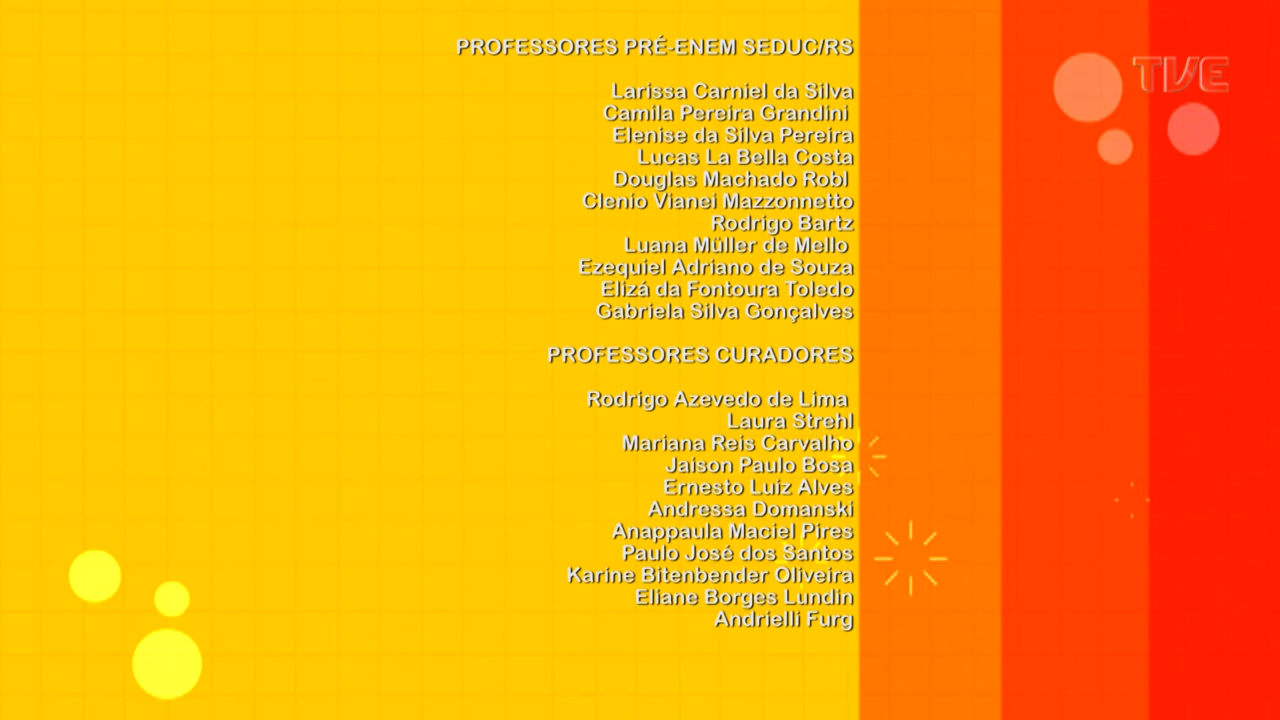 PROFESSORES PRÉ-ENEM SEDUC/RS
TVE
Larissa Carniel da Silva
Camila Pereira Grandini
Elenise da Silva Pereira
Lucas La Bella Costa
Douglas Machado Robl
Clenio Vianei Mazzonnetto
Rodrigo Bartz
Luana Müller de Mello
Ezequiel Adriano de Souza
Elizá da Fontoura Toledo
Gabriela Silva Gonçalves
PROFESSORES CURADORES
Rodrigo Azevedo de Lima
Laura Strehl
Mariana Reis Carvalho
Jaison Paulo Bosa
Ernesto Luiz Alves
Andressa Domanski
Anappaula Maciel Pires
Paulo José dos Santos
Karine Bitenbender Oliveira
Eliane Borges Lundin
Andrielli Furg